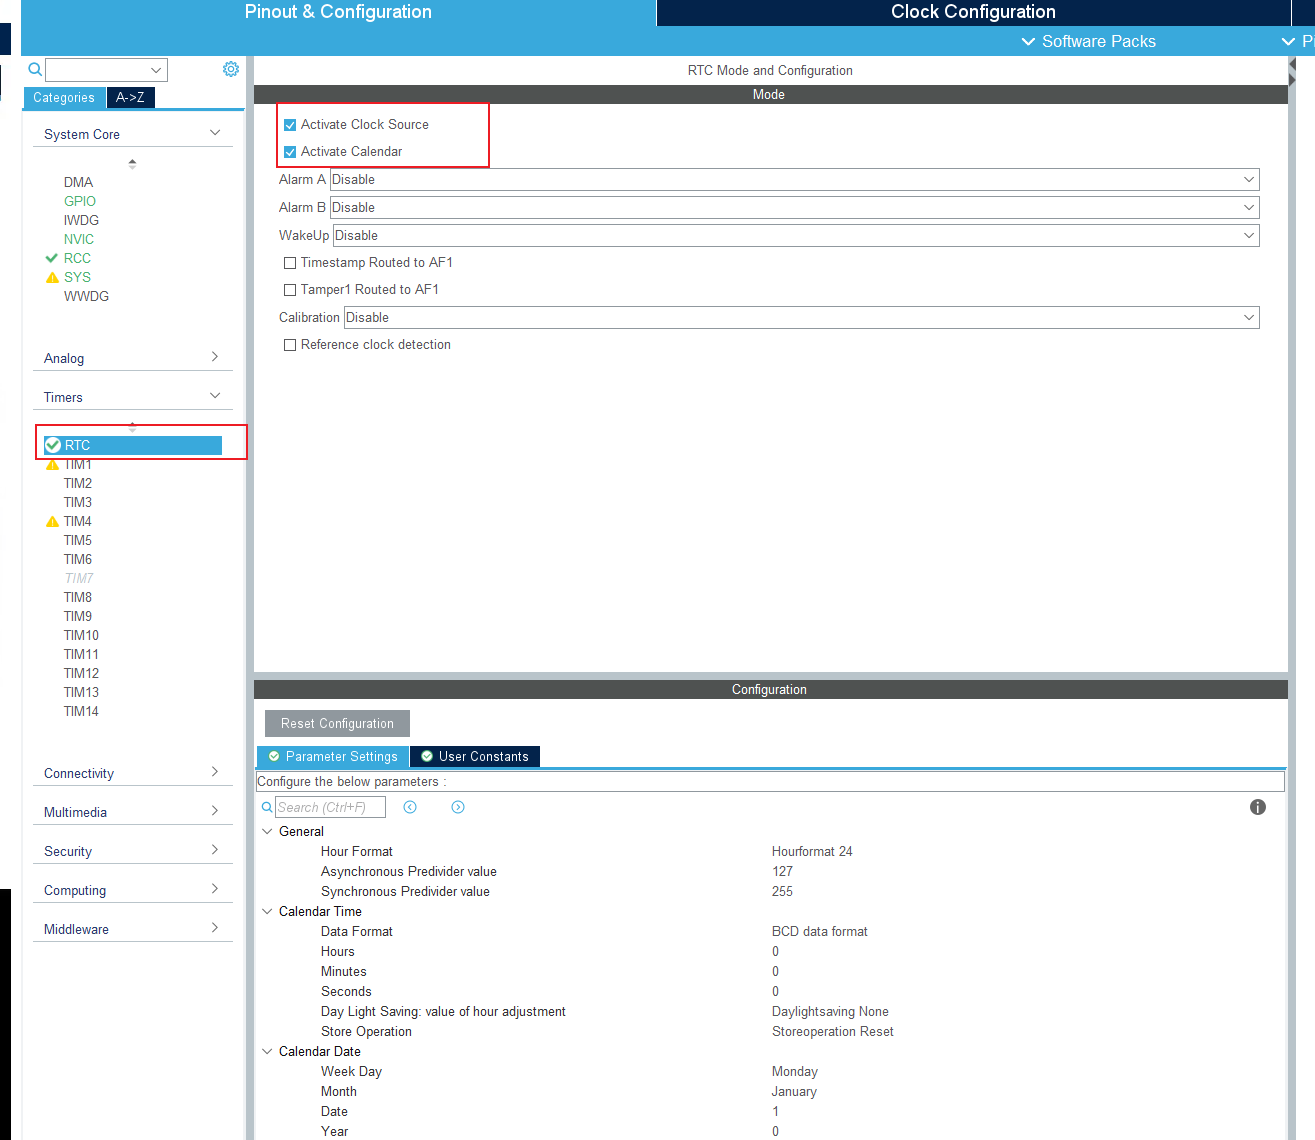 Pinout & Configuration
Clock Configuration
Software Packs
Pi
RTC Mode and Configuration
Categories
A->Z
Mode
System Core
DMA
GPIO
IWDG
NVIC
RCC
SYS
WWDG
Analog
Timers
RTC
TIM1
TIM2
TIM3
TIM4
TIM5
TIM6
TIM7
TIM8
TIM9
TIM10
TIM11
TIM12
TIM13
TIM14
Connectivity
Multimedia
Security
Computing
Middleware
Activate Clock Source
Activate Calendar
Alarm A Disable
Alarm B Disable
WakeUp Disable
Timestamp Routed to AF1
Tamper1 Routed to AF1
Calibration Disable
Reference clock detection
Configuration
Reset Configuration
Parameter Settings
User Constants
Configure the below parameters :
Search (Ctrl+F)
General
Hour Format Hourformat 24
Asynchronous Predivider value 127
Synchronous Predivider value 255
Calendar Time
Data Format BCD data format
Hours 0
Minutes 0
Seconds 0
Day Light Saving: value of hour adjustment Daylightsaving None
Store Operation Storeoperation Reset
Calendar Date
Week Day Monday
Month January
Date 1
Year 0